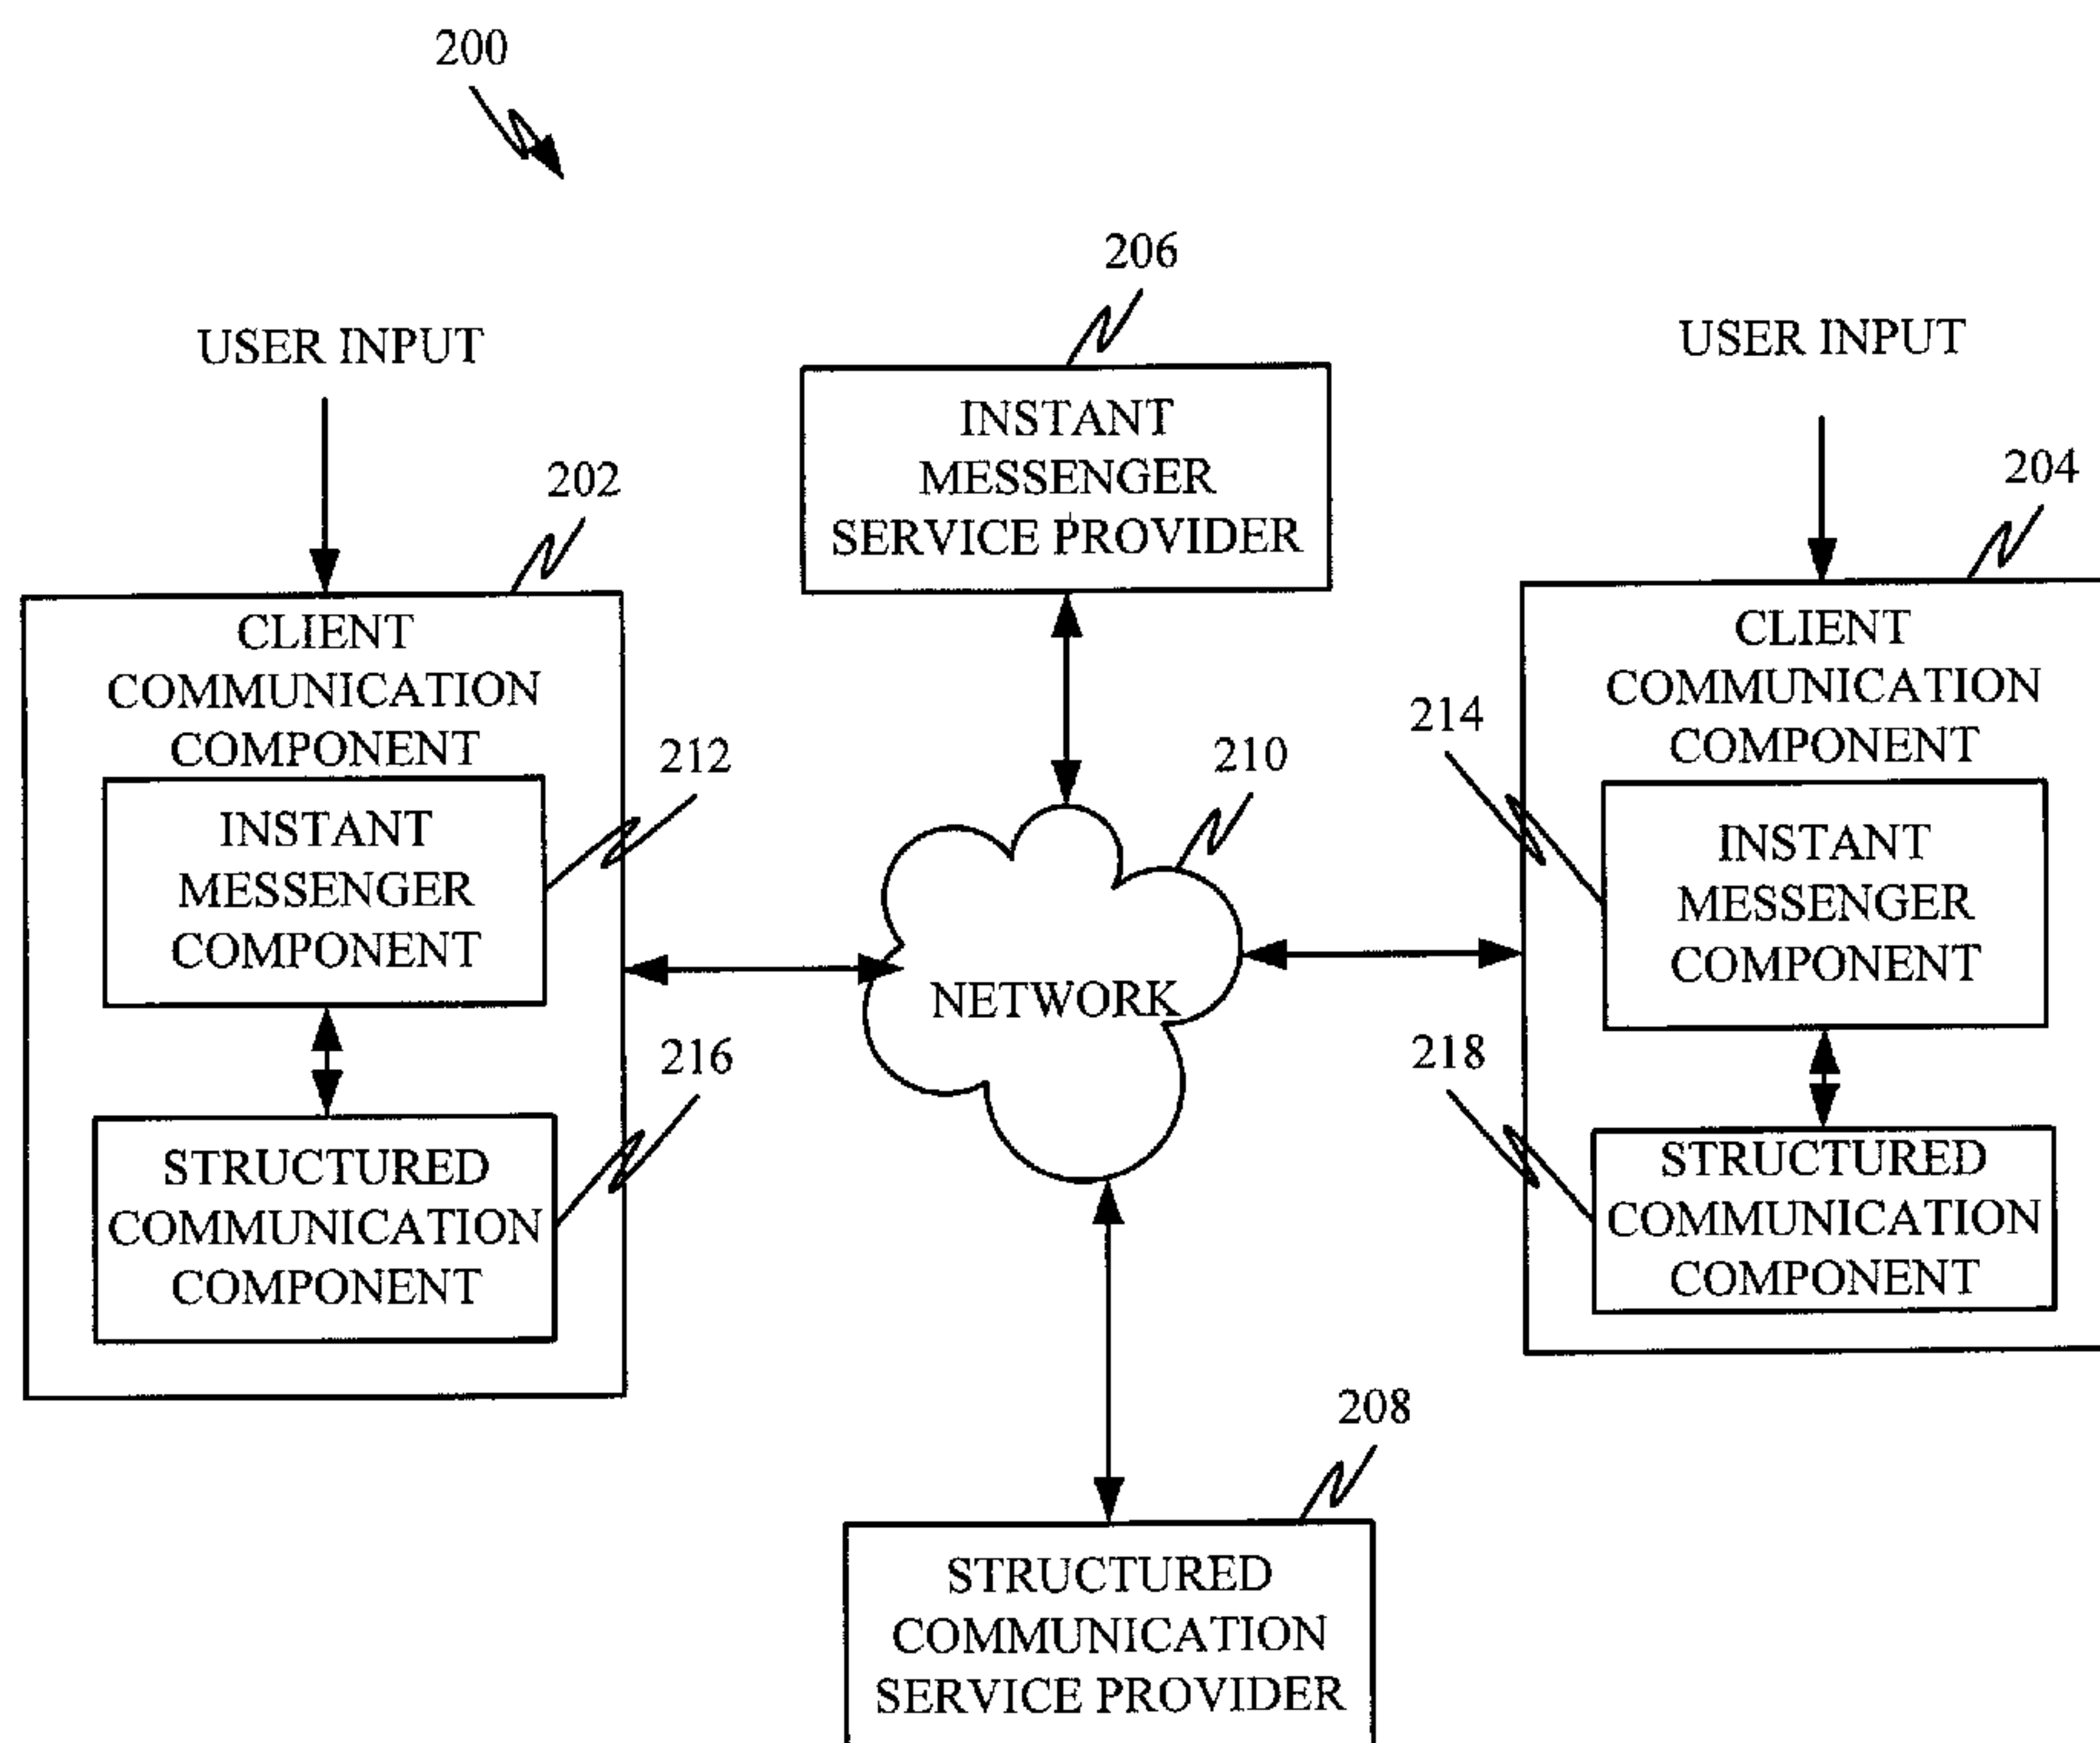 200
206
USER INPUT
USER INPUT
INSTANT
MESSENGER
SERVICE PROVIDER
202
204
CLIENT
COMMUNICATION
COMPONENT
CLIENT
COMMUNICATION
COMPONENT
212
210
214
INSTANT
MESSENGER
COMPONENT
INSTANT
MESSENGER
COMPONENT
NETWORK
216
218
STRUCTURED
COMMUNICATION
COMPONENT
STRUCTURED
COMMUNICATION
COMPONENT
208
STRUCTURED
COMMUNICATION
SERVICE PROVIDER